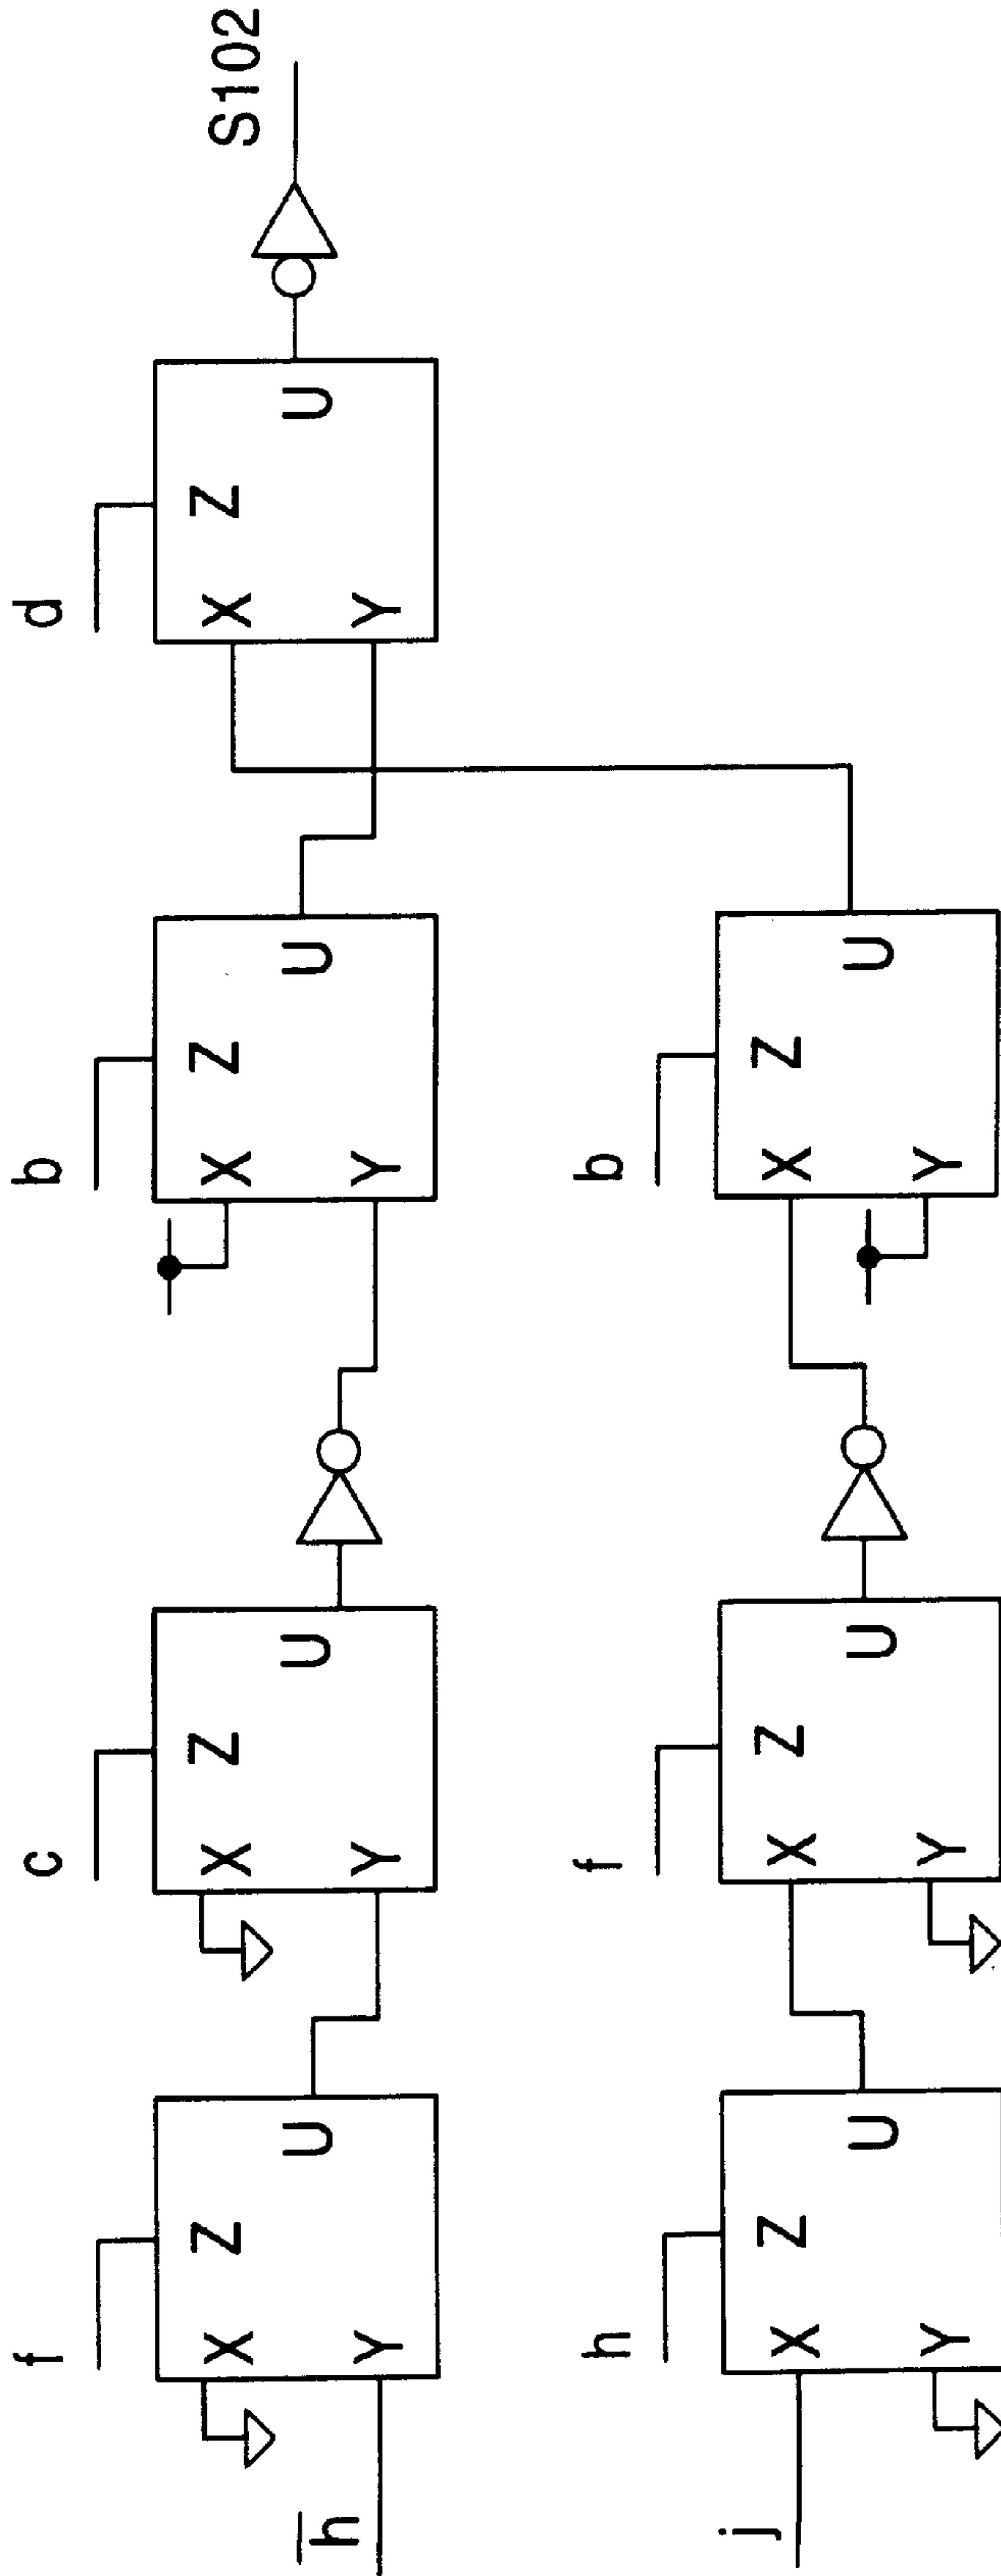 f c b d
X Z X Z X Z X Z S102
U U U U
h̅ Y Y Y Y
h f b
j X Z X Z X Z
U U U
Y Y Y